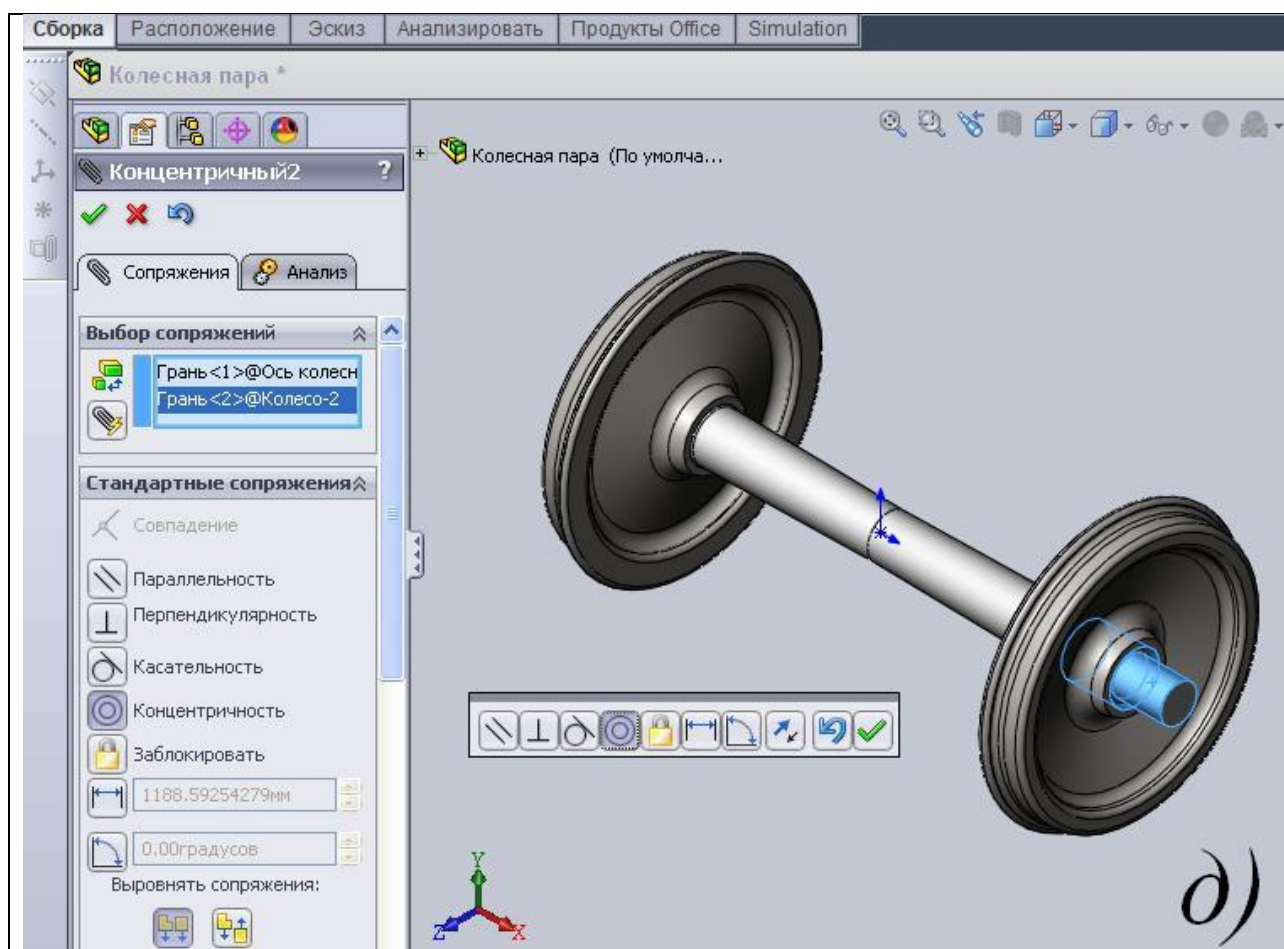 Сборка Расположение Эскиз Анализировать Продукты Office Simulation
Колесная пара *
Колесная пара (По умолча...
Концентричный2 ?
Сопряжения Анализ
Выбор сопряжений
Грань<1>@Ось колесн
Грань<2>@Колесо-2
Стандартные сопряжения
Совпадение
Параллельность
Перпендикулярность
Касательность
Концентричность
Заблокировать
1188.59254279мм
0.00градусов
Выровнять сопряжения:
Y
Z X
д)